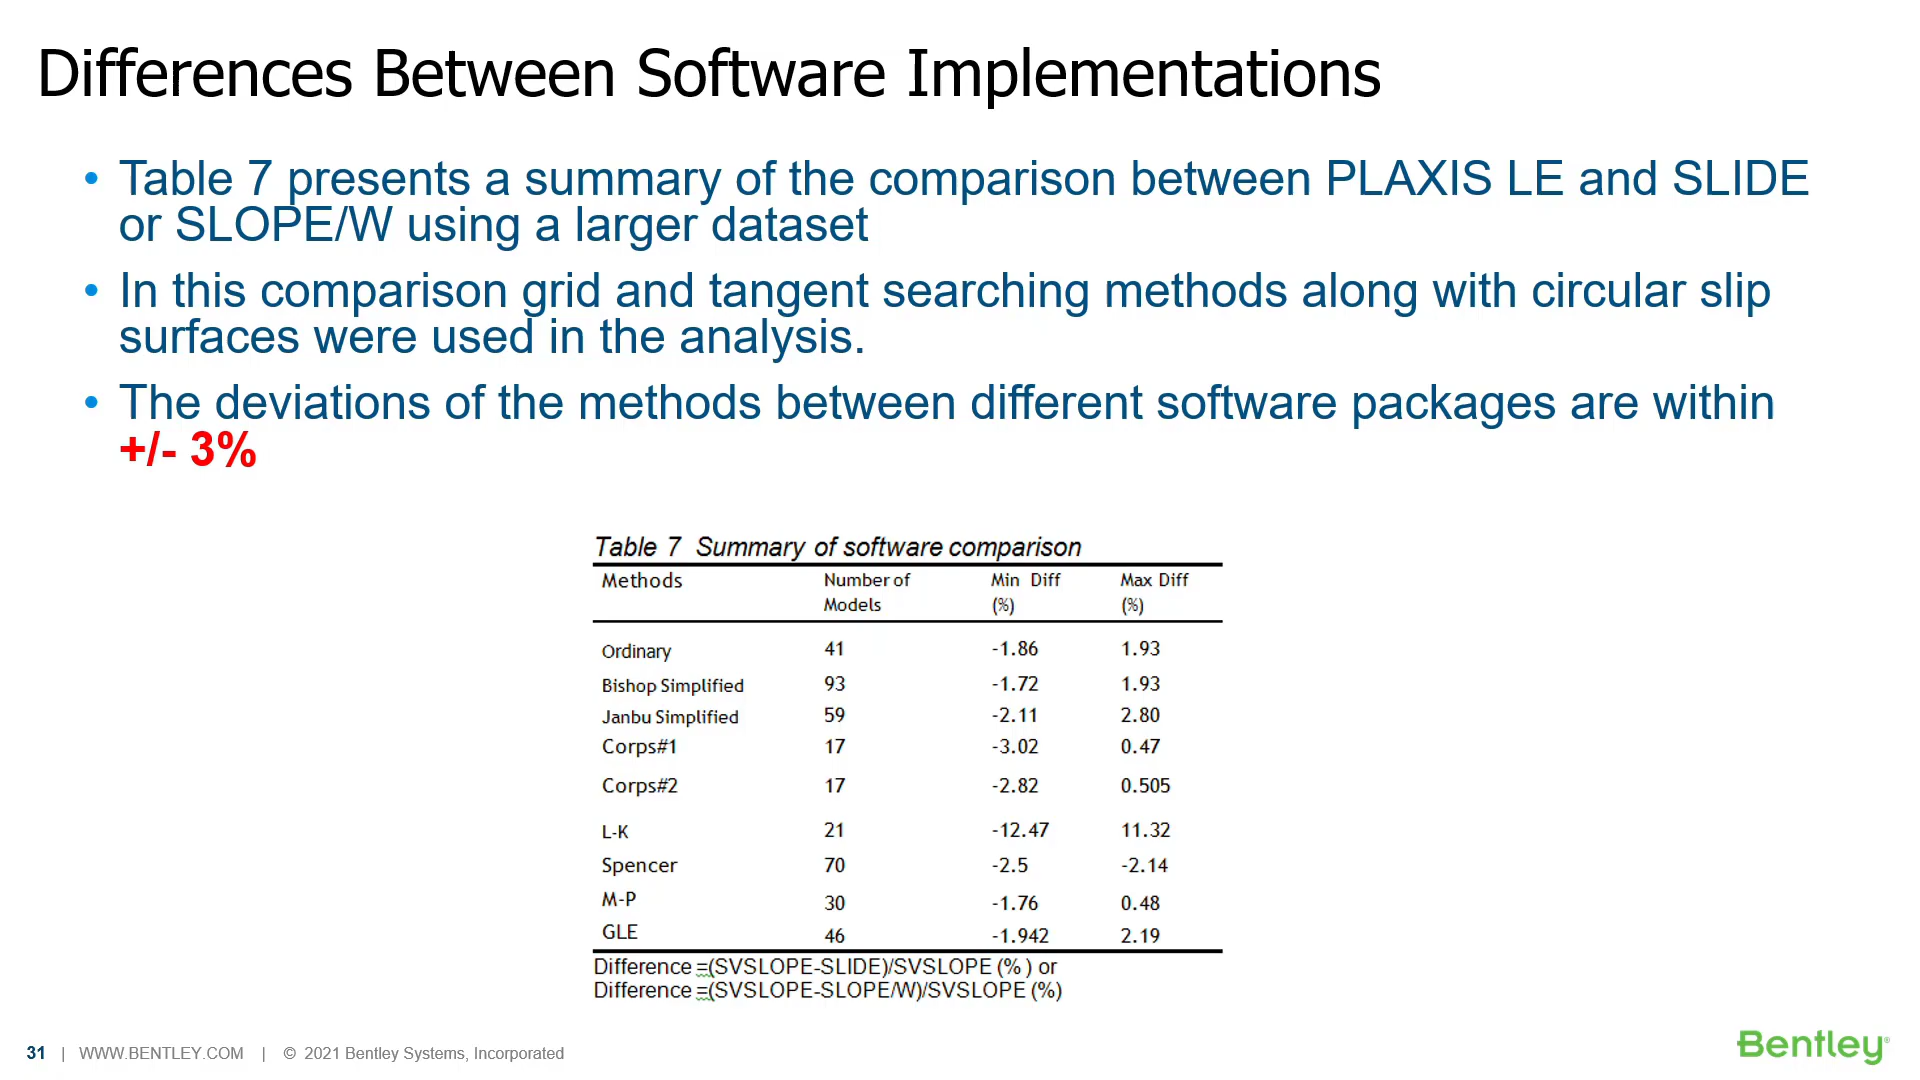 Differences Between Software Implementations
• Table 7 presents a summary of the comparison between PLAXIS LE and SLIDE
or SLOPE/W using a larger dataset
• In this comparison grid and tangent searching methods along with circular slip
surfaces were used in the analysis.
• The deviations of the methods between different software packages are within
+/- 3%
Table 7 Summary of software comparison
Methods Number of Models Min Diff (%) Max Diff (%)
Ordinary 41 -1.86 1.93
Bishop Simplified 93 -1.72 1.93
Janbu Simplified 59 -2.11 2.80
Corps#1 17 -3.02 0.47
Corps#2 17 -2.82 0.505
L-K 21 -12.47 11.32
Spencer 70 -2.5 -2.14
M-P 30 -1.76 0.48
GLE 46 -1.942 2.19
Difference =(SVSLOPE-SLIDE)/SVSLOPE (% ) or
Difference =(SVSLOPE-SLOPE/W)/SVSLOPE (%)
31 | WWW.BENTLEY.COM | © 2021 Bentley Systems, Incorporated
Bentley®